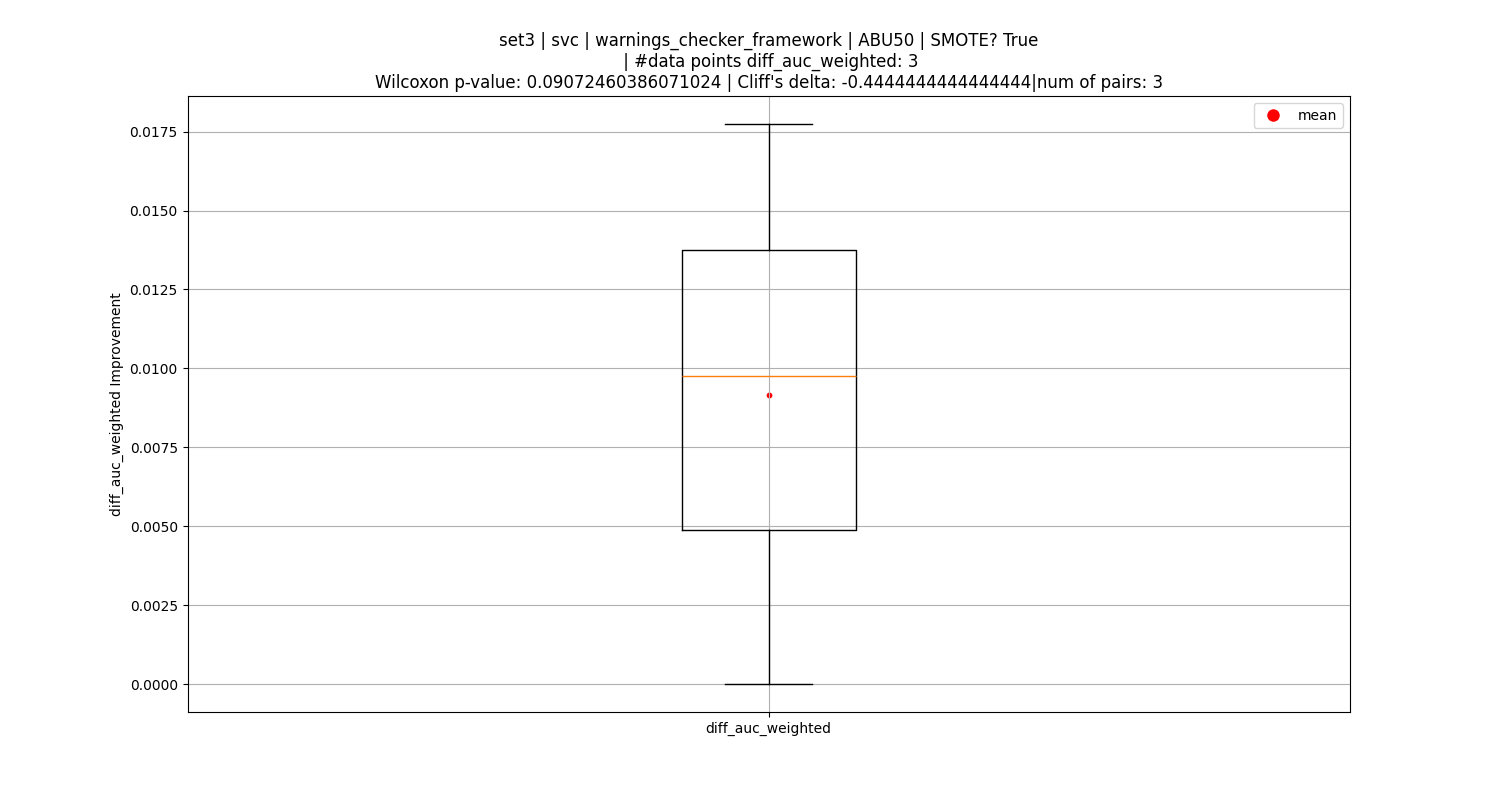 set3 | svc | warnings_checker_framework | ABU50 | SMOTE? True
| #data points diff_auc_weighted: 3
Wilcoxon p-value: 0.09072460386071024 | Cliff's delta: -0.4444444444444444|num of pairs: 3
mean
0.0175
0.0150
0.0125
0.0100
0.0075
0.0050
0.0025
0.0000
diff_auc_weighted Improvement
diff_auc_weighted